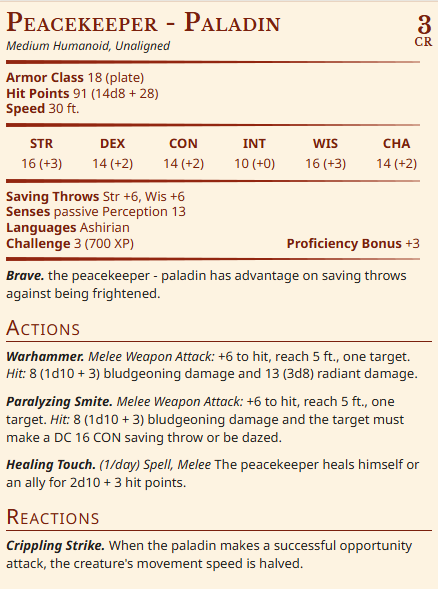 Peacekeeper - Paladin
3
CR
Medium Humanoid, Unaligned
Armor Class 18 (plate)
Hit Points 91 (14d8 + 28)
Speed 30 ft.
STR DEX CON INT WIS CHA
16 (+3) 14 (+2) 14 (+2) 10 (+0) 16 (+3) 14 (+2)
Saving Throws Str +6, Wis +6
Senses passive Perception 13
Languages Ashirian
Challenge 3 (700 XP) Proficiency Bonus +3
Brave. the peacekeeper - paladin has advantage on saving throws
against being frightened.
Actions
Warhammer. Melee Weapon Attack: +6 to hit, reach 5 ft., one target.
Hit: 8 (1d10 + 3) bludgeoning damage and 13 (3d8) radiant damage.
Paralyzing Smite. Melee Weapon Attack: +6 to hit, reach 5 ft., one
target. Hit: 8 (1d10 + 3) bludgeoning damage and the target must
make a DC 16 CON saving throw or be dazed.
Healing Touch. (1/day) Spell, Melee The peacekeeper heals himself or
an ally for 2d10 + 3 hit points.
Reactions
Crippling Strike. When the paladin makes a successful opportunity
attack, the creature's movement speed is halved.